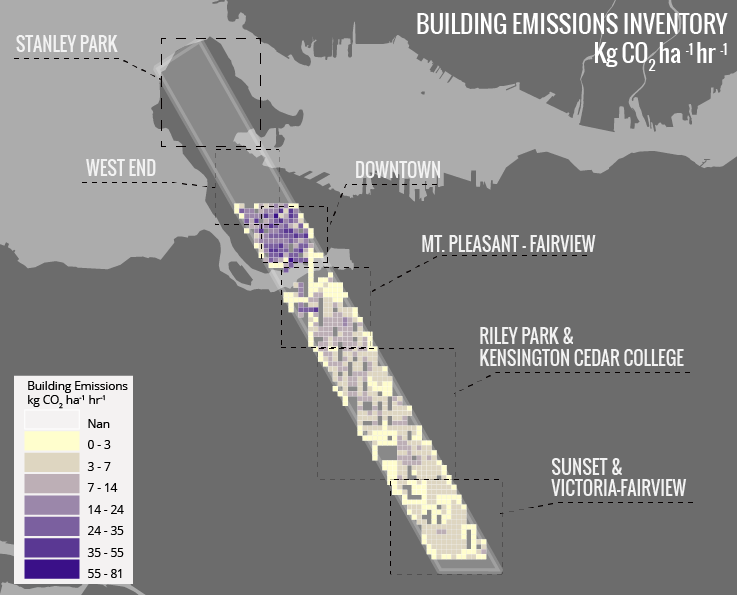 BUILDING EMISSIONS INVENTORY
Kg CO2 ha -1 hr -1
STANLEY PARK
WEST END
DOWNTOWN
MT. PLEASANT - FAIRVIEW
RILEY PARK &
KENSINGTON CEDAR COLLEGE
SUNSET &
VICTORIA-FAIRVIEW
Building Emissions
kg CO2 ha-1 hr-1
Nan
0 - 3
3 - 7
7 - 14
14 - 24
24 - 35
35 - 55
55 - 81